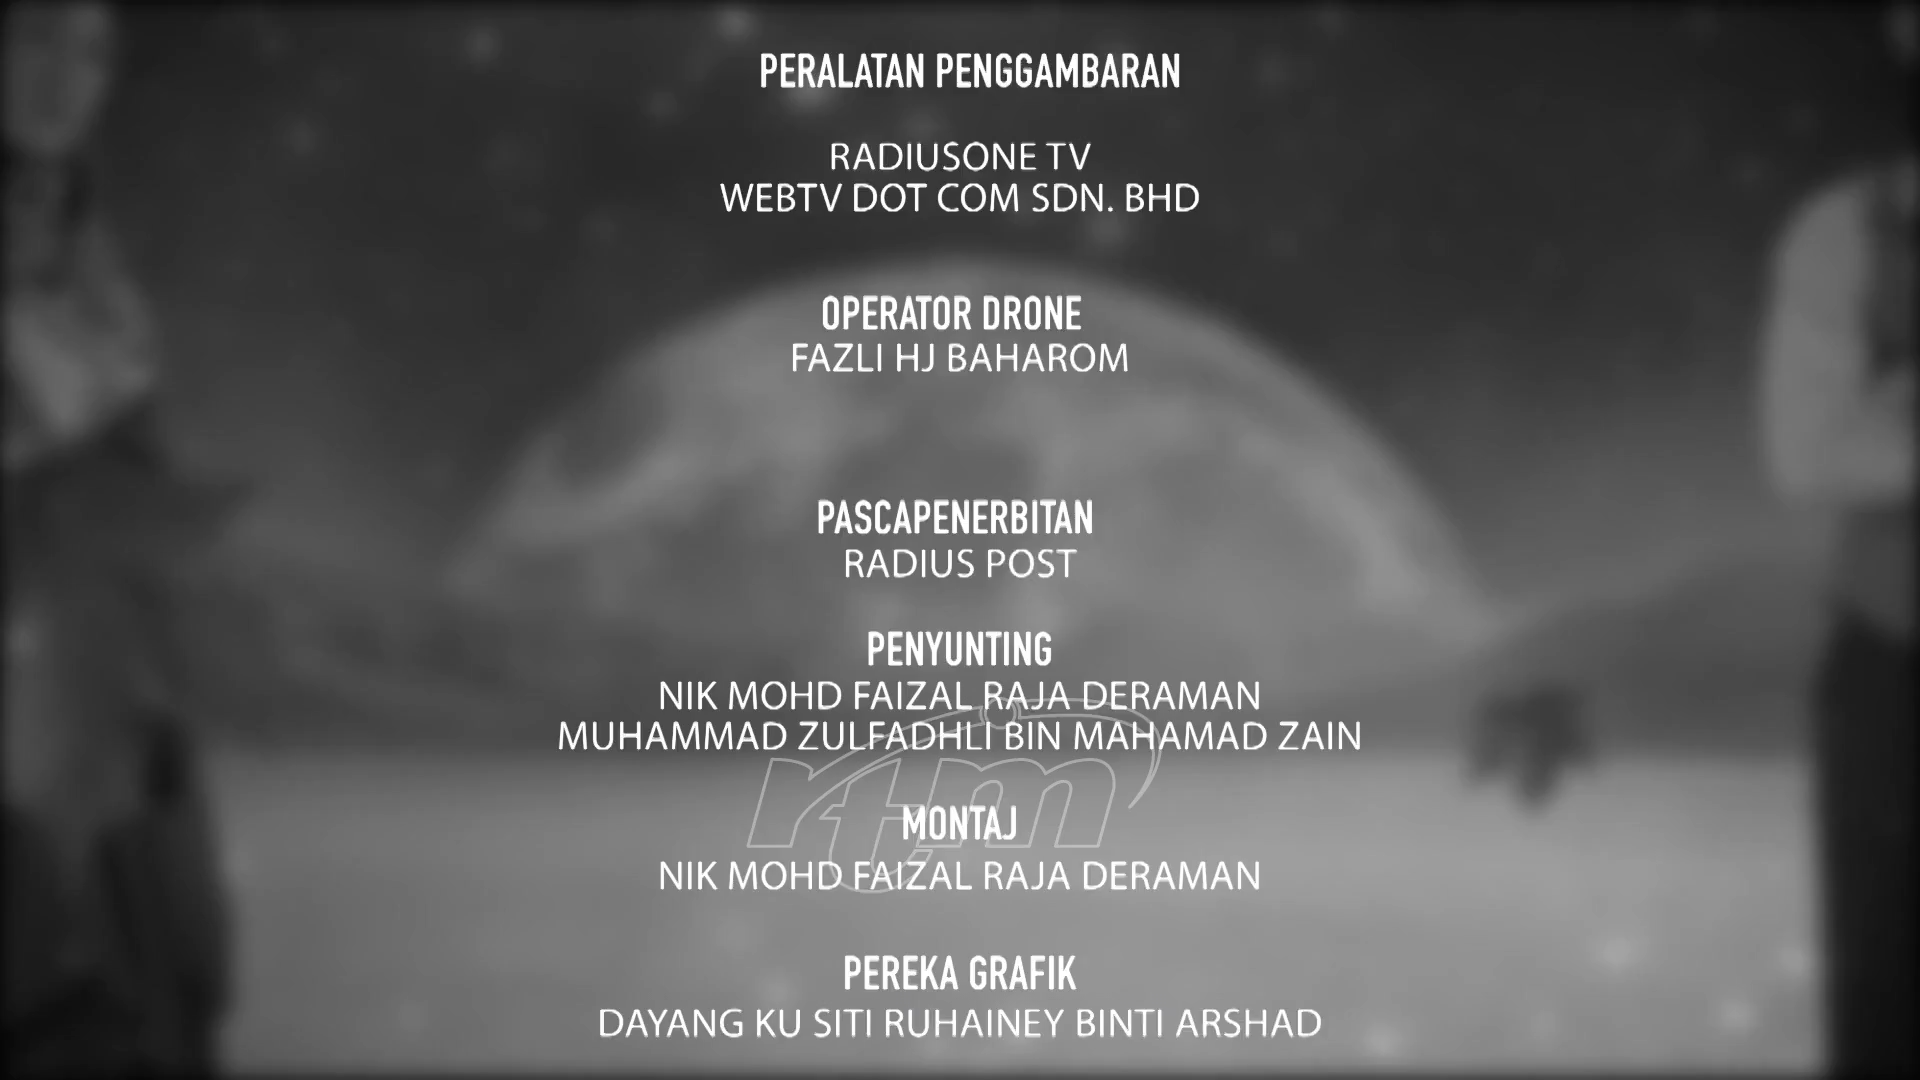 PERALATAN PENGGAMBARAN
RADIUSONE TV
WEBTV DOT COM SDN. BHD
OPERATOR DRONE
FAZLI HJ BAHAROM
PASCAPENERBITAN
RADIUS POST
PENYUNTING
NIK MOHD FAIZAL RAJA DERAMAN
MUHAMMAD ZULFADHLI BIN MAHAMAD ZAIN
rtm
MONTAJ
NIK MOHD FAIZAL RAJA DERAMAN
PEREKA GRAFIK
DAYANG KU SITI RUHAINEY BINTI ARSHAD